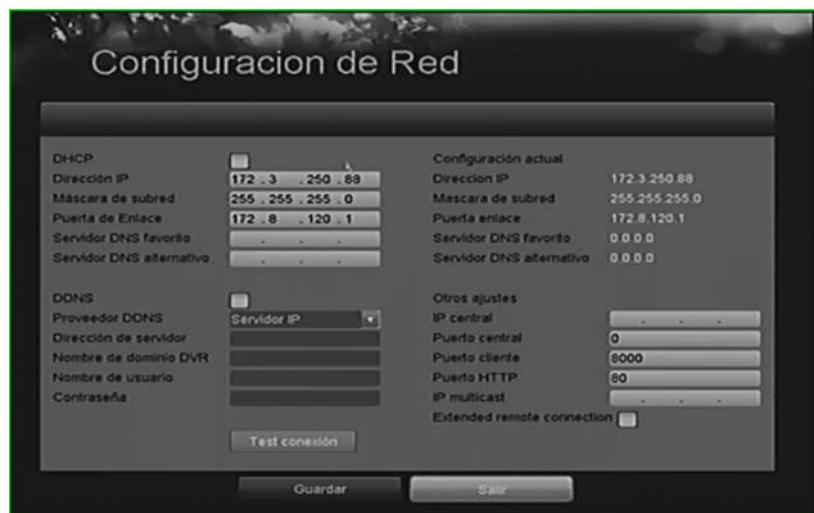 Configuracion de Red
DHCP
Dirección IP 172 . 3 . 250 . 88
Máscara de subred 255 . 255 . 255 . 0
Puerta de Enlace 172 . 8 . 120 . 1
Servidor DNS favorito . . .
Servidor DNS alternativo . . .
DDNS
Proveedor DDNS Servidor IP
Dirección de servidor
Nombre de dominio DVR
Nombre de usuario
Contraseña
Test conexión
Configuración actual
Direccion IP 172.3.250.88
Mascara de subred 255.255.255.0
Puerta enlace 172.8.120.1
Servidor DNS favorito 0.0.0.0
Servidor DNS alternativo 0.0.0.0
Otros ajustes
IP central . . .
Puerto central 0
Puerto cliente 8000
Puerto HTTP 80
IP multicast . . .
Extended remote connection
Guardar
Salir